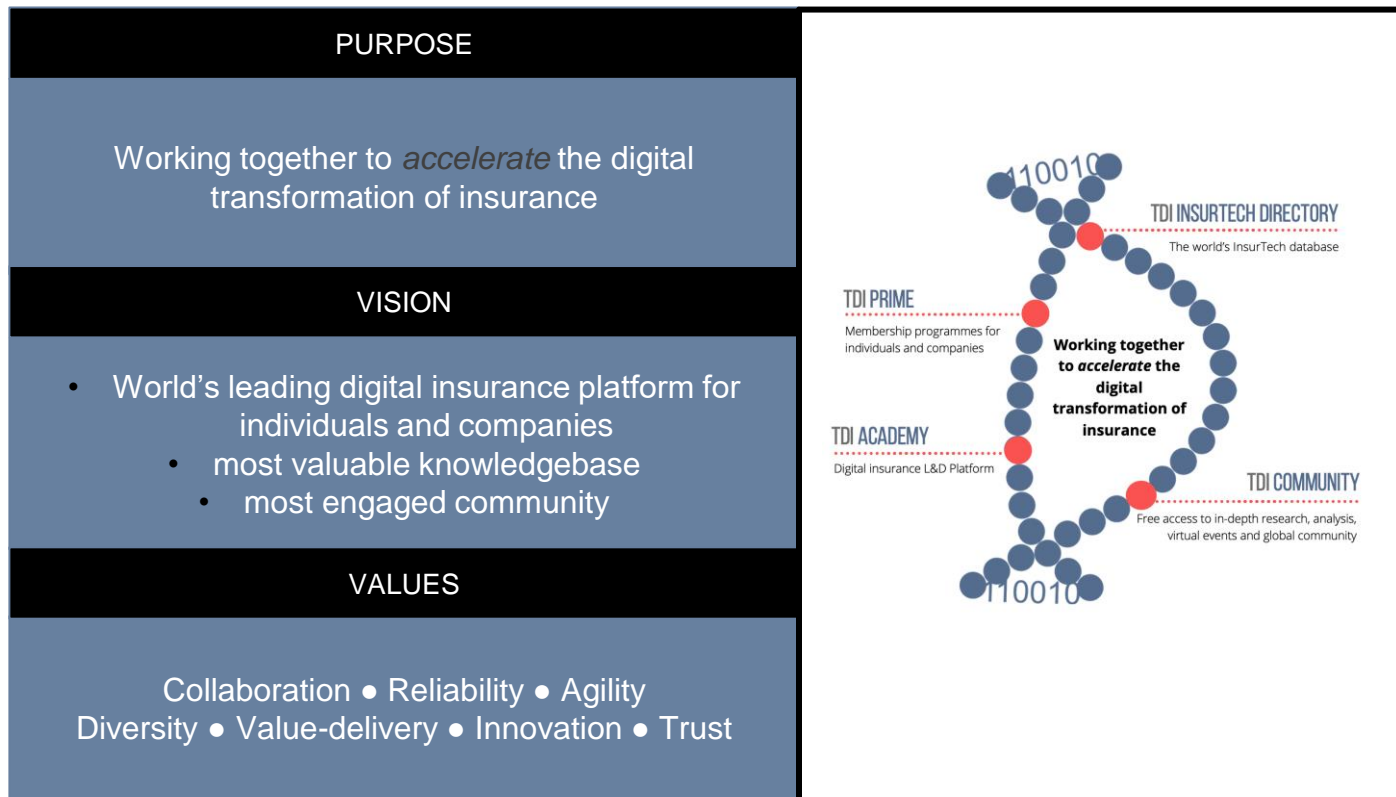 PURPOSE
Working together to accelerate the digital
transformation of insurance
VISION
• World's leading digital insurance platform for
individuals and companies
• most valuable knowledgebase
• most engaged community
VALUES
Collaboration ● Reliability ● Agility
Diversity ● Value-delivery ● Innovation ● Trust
110010
TDI INSURTECH DIRECTORY
The world's InsurTech database
TDI PRIME
Membership programmes for
individuals and companies
Working together
to accelerate the
digital
transformation of
insurance
TDI ACADEMY
Digital insurance L&D Platform
TDI COMMUNITY
Free access to in-depth research, analysis,
virtual events and global community
110010